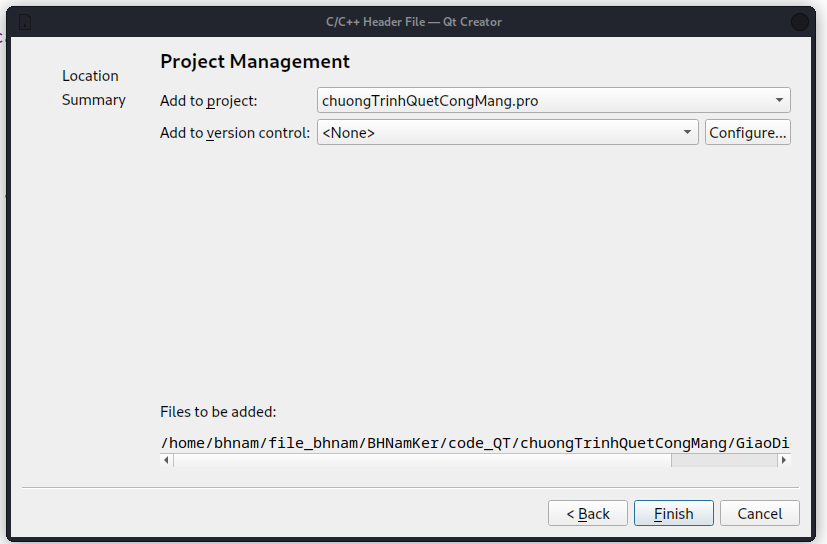 C/C++ Header File — Qt Creator
Location
Summary
Project Management
Add to project:
chuongTrinhQuetCongMang.pro
Add to version control:
<None>
Configure...
Files to be added:
/home/bhnam/file_bhnam/BHNamKer/code_QT/chuongTrinhQuetCongMang/GiaoDi
< Back
Finish
Cancel